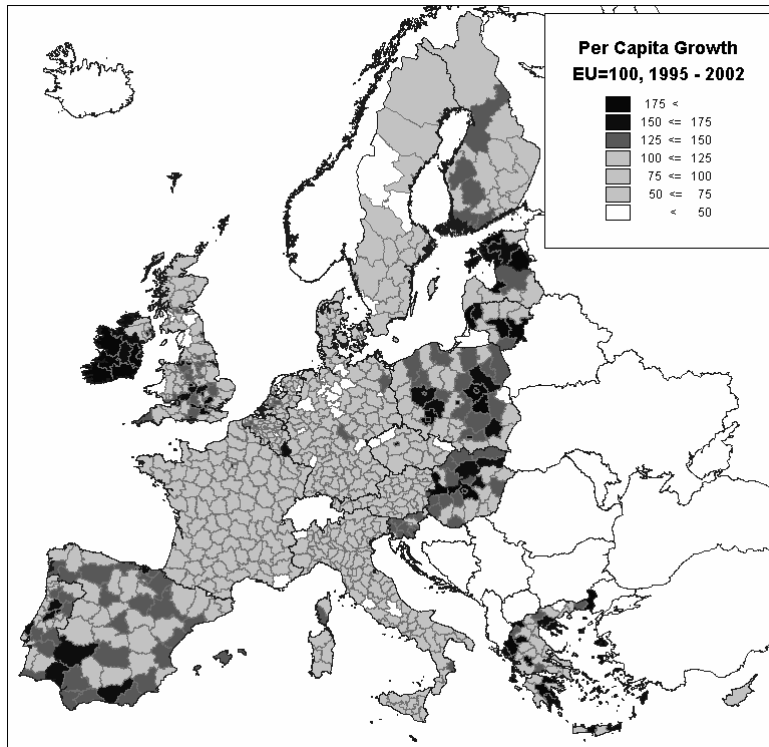 Per Capita Growth
EU=100, 1995 - 2002
175 <
150 <= 175
125 <= 150
100 <= 125
75 <= 100
50 <= 75
< 50